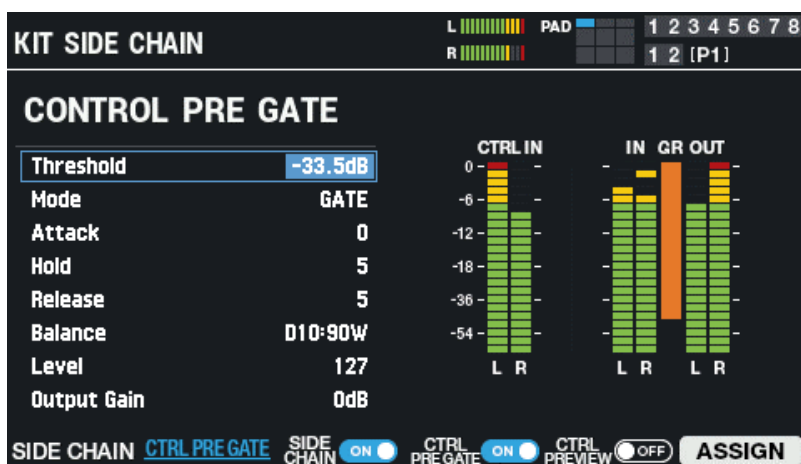 KIT SIDE CHAIN
L
R
PAD
1 2 3 4 5 6 7 8
1 2 [P1]
CONTROL PRE GATE
Threshold -33.5dB
Mode GATE
Attack 0
Hold 5
Release 5
Balance D10:90W
Level 127
Output Gain 0dB
CTRL IN
IN GR OUT
0
-6
-12
-18
-36
-54
L R
L R
L R
SIDE CHAIN CTRL PRE GATE
SIDE
CHAIN ON
CTRL
PRE GATE ON
CTRL
PREVIEW OFF
ASSIGN